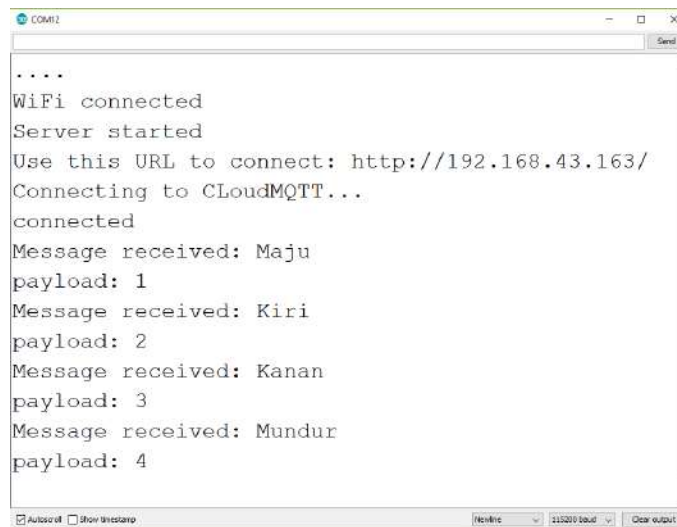 COM12
Send
....
WiFi connected
Server started
Use this URL to connect: http://192.168.43.163/
Connecting to CLoudMQTT...
connected
Message received: Maju
payload: 1
Message received: Kiri
payload: 2
Message received: Kanan
payload: 3
Message received: Mundur
payload: 4
Autoscroll Show timestamp Newline 115200 baud Clear output